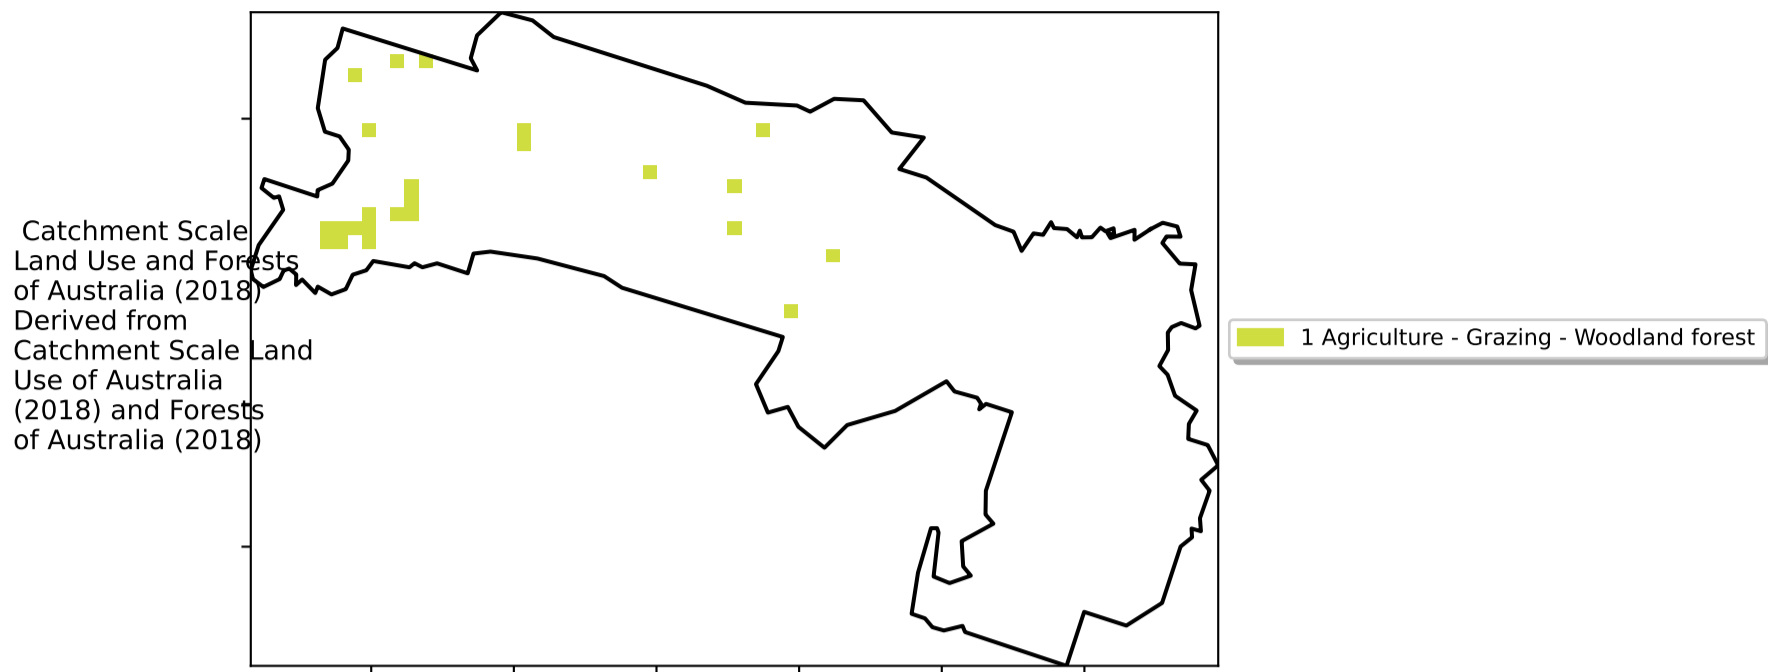 Catchment Scale
Land Use and Forests
of Australia (2018)
Derived from
Catchment Scale Land
Use of Australia
(2018) and Forests
of Australia (2018)
1 Agriculture - Grazing - Woodland forest